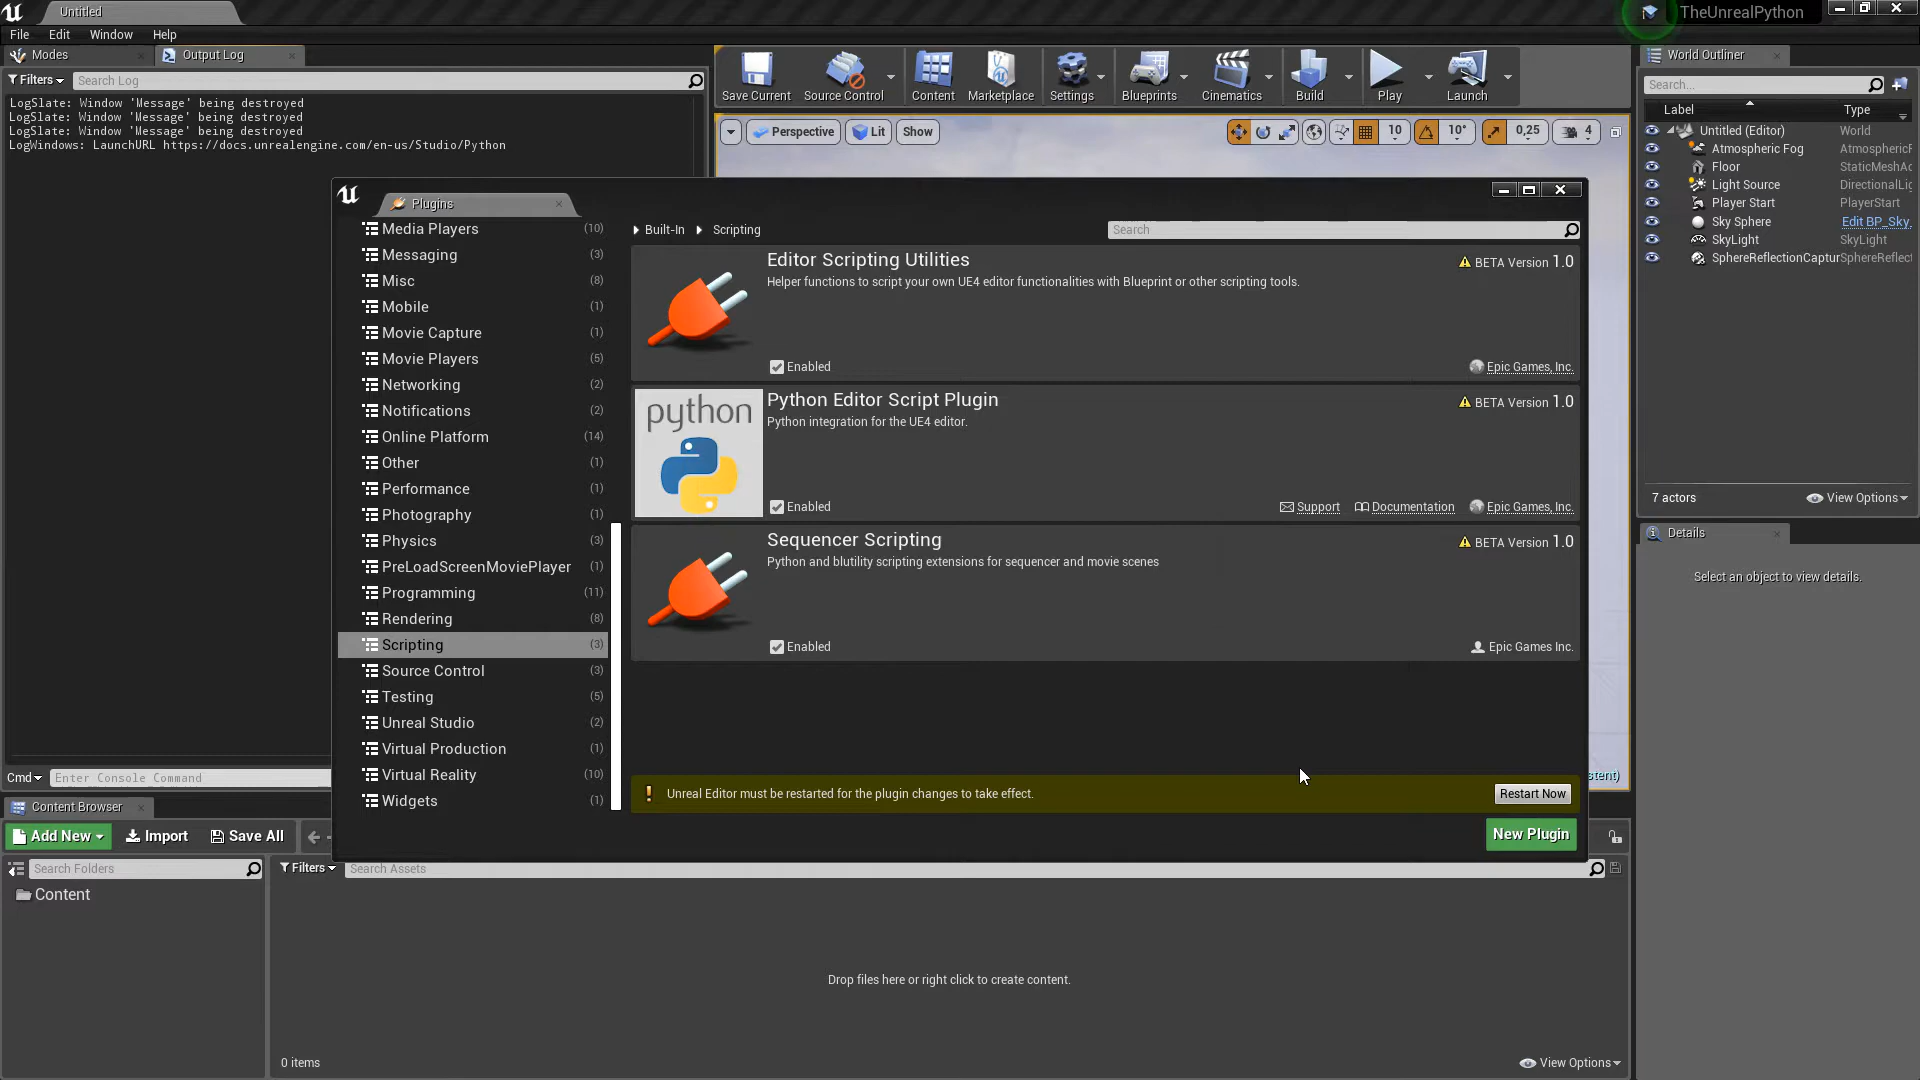 Untitled
TheUnrealPython
File Edit Window Help
Modes
Output Log
Filters
Search Log
LogSlate: Window 'Message' being destroyed
LogSlate: Window 'Message' being destroyed
LogSlate: Window 'Message' being destroyed
LogWindows: LaunchURL https://docs.unrealengine.com/en-us/Studio/Python
Save Current
Source Control
Content
Marketplace
Settings
Blueprints
Cinematics
Build
Play
Launch
Perspective
Lit
Show
10
10°
0,25
4
World Outliner
Search...
Label Type
Untitled (Editor) World
Atmospheric Fog AtmosphericF
Floor StaticMeshAc
Light Source DirectionalLig
Player Start PlayerStart
Sky Sphere Edit BP_Sky_
SkyLight SkyLight
SphereReflectionCaptur SphereReflect
7 actors
View Options
Details
Select an object to view details.
Plugins
Media Players (10)
Messaging (3)
Misc (8)
Mobile (1)
Movie Capture (1)
Movie Players (5)
Networking (2)
Notifications (2)
Online Platform (14)
Other (1)
Performance (1)
Photography (1)
Physics (3)
PreLoadScreenMoviePlayer (1)
Programming (11)
Rendering (8)
Scripting (3)
Source Control (3)
Testing (5)
Unreal Studio (2)
Virtual Production (1)
Virtual Reality (10)
Widgets (1)
Built-In Scripting
Search
Editor Scripting Utilities
BETA Version 1.0
Helper functions to script your own UE4 editor functionalities with Blueprint or other scripting tools.
Enabled
Epic Games, Inc.
python
Python Editor Script Plugin
BETA Version 1.0
Python integration for the UE4 editor.
Enabled
Support
Documentation
Epic Games, Inc.
Sequencer Scripting
BETA Version 1.0
Python and blutility scripting extensions for sequencer and movie scenes
Enabled
Epic Games Inc.
Unreal Editor must be restarted for the plugin changes to take effect.
Restart Now
New Plugin
stent)
Cmd
Enter Console Command
Content Browser
Add New
Import
Save All
Search Folders
Filters
Search Assets
Content
Drop files here or right click to create content.
0 items
View Options